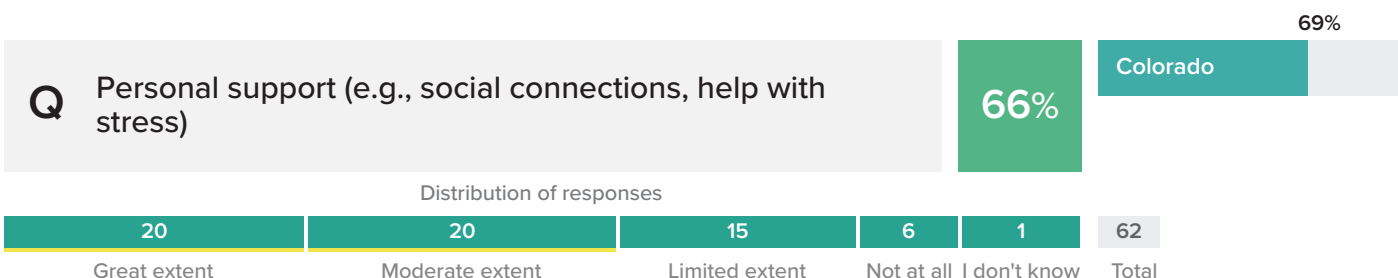 69%
Q Personal support (e.g., social connections, help with
stress)
66%
Colorado
Distribution of responses
20 20 15 6 1 62
Great extent Moderate extent Limited extent Not at all I don't know Total